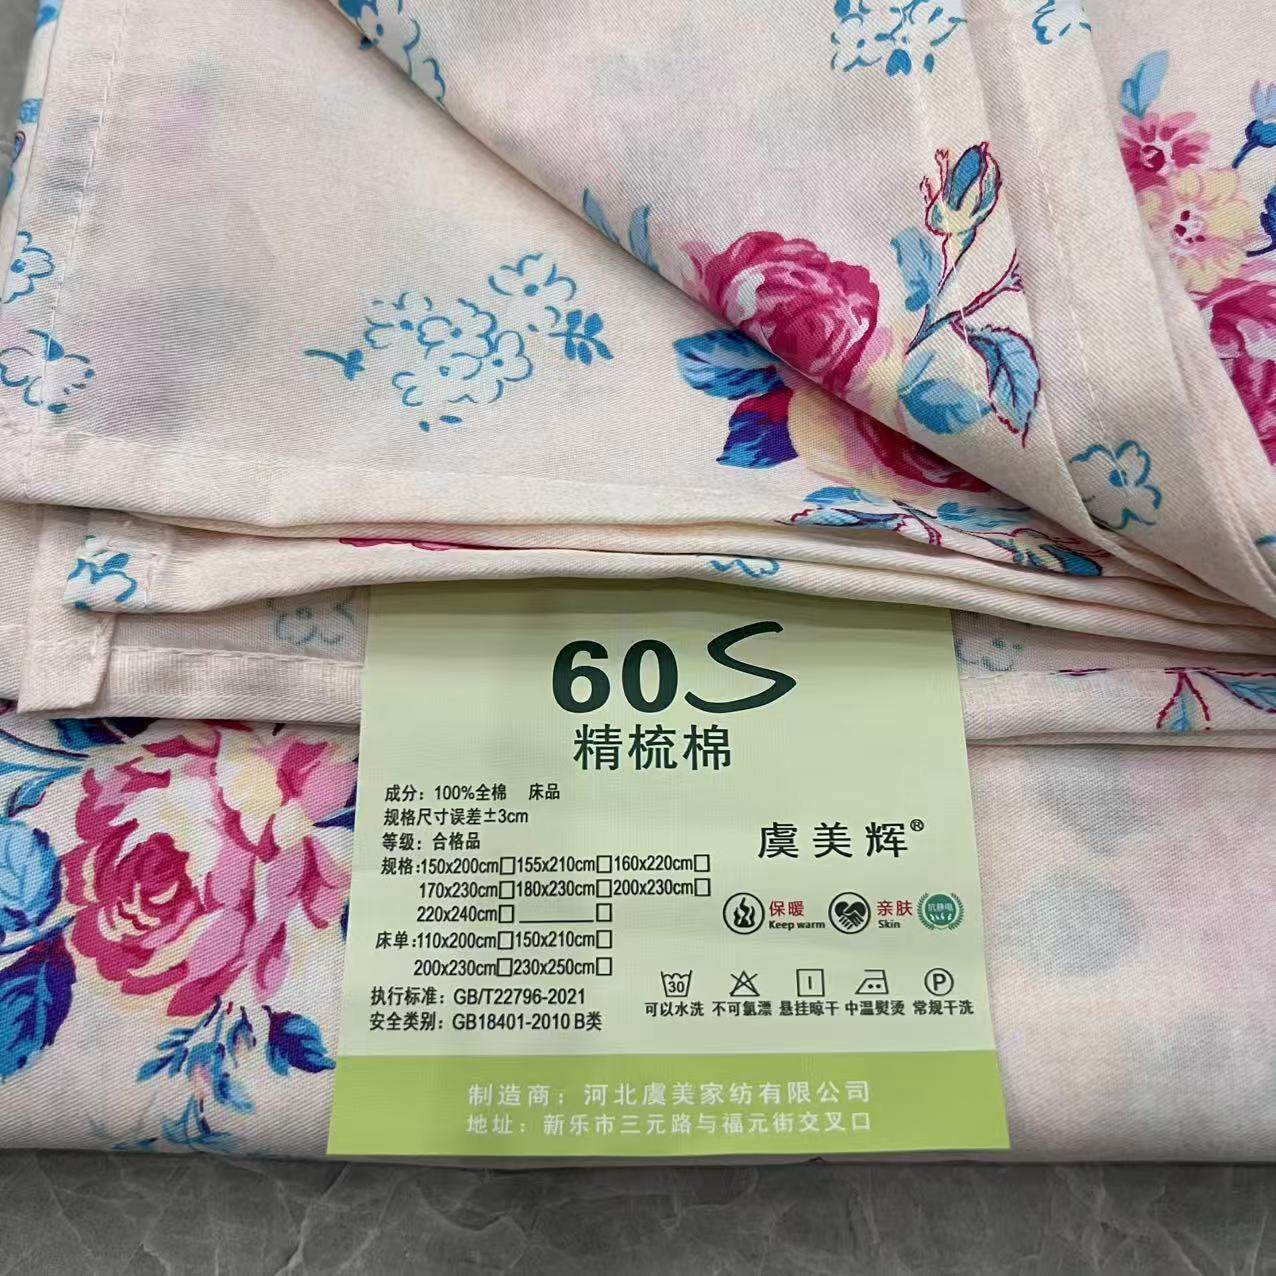 60S
精梳棉
成分：100%全棉 床品
规格尺寸误差±3cm
等级：合格品
规格:150x200cm□155x210cm□160x220cm□
170x230cm□180x230cm□200x230cm□
220x240cm□ ______□
床单:110x200cm□150x210cm□
200x230cm□230x250cm□
执行标准：GB/T22796-2021
安全类别：GB18401-2010 B类
虞美辉®
保暖 亲肤 抗静电
Keep warm Skin
30 P
可以水洗 不可氯漂 悬挂晾干 中温熨烫 常规干洗
制造商：河北虞美家纺有限公司
地址：新乐市三元路与福元街交叉口